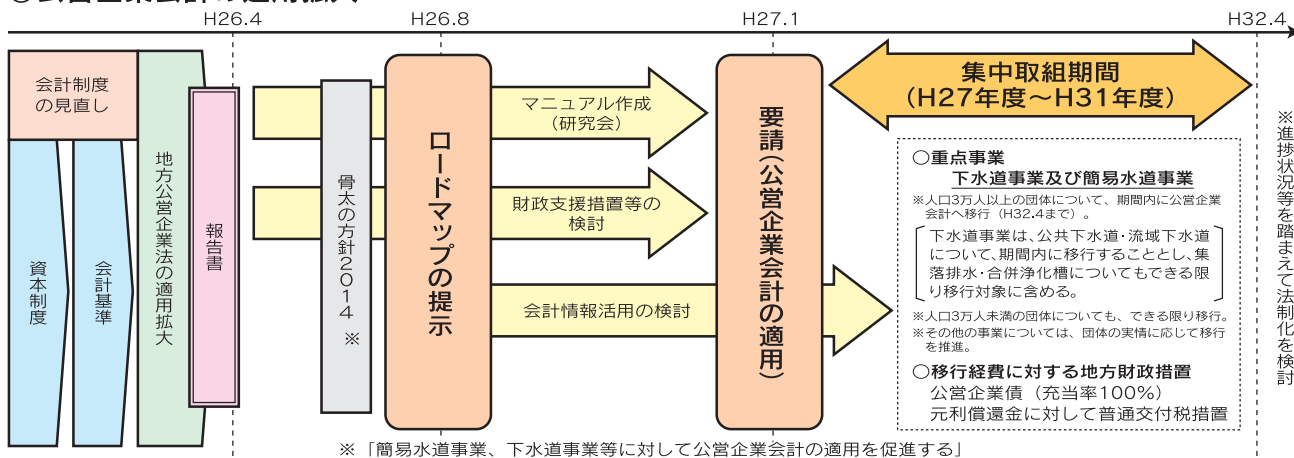 H26.4
H26.8
H27.1
H32.4
会計制度
の見直し
資本制度
会計基準
地方公営企業法の適用拡大
報告書
骨太の方針2014 ※
ロードマップの提示
マニュアル作成
(研究会)
財政支援措置等の
検討
会計情報活用の検討
要請(公営企業会計の適用)
集中取組期間
(H27年度～H31年度)
○重点事業
下水道事業及び簡易水道事業
※人口3万人以上の団体について、期間内に公営企業
会計へ移行(H32.4まで)。
下水道事業は、公共下水道・流域下水道
について、期間内に移行することとし、集
落排水・合併浄化槽についてもできる限
り移行対象に含める。
※人口3万人未満の団体についても、できる限り移行。
※その他の事業については、団体の実情に応じて移行
を推進。
○移行経費に対する地方財政措置
公営企業債(充当率100%)
元利償還金に対して普通交付税措置
※進捗状況等を踏まえて法制化を検討
※「簡易水道事業、下水道事業等に対して公営企業会計の適用を促進する」